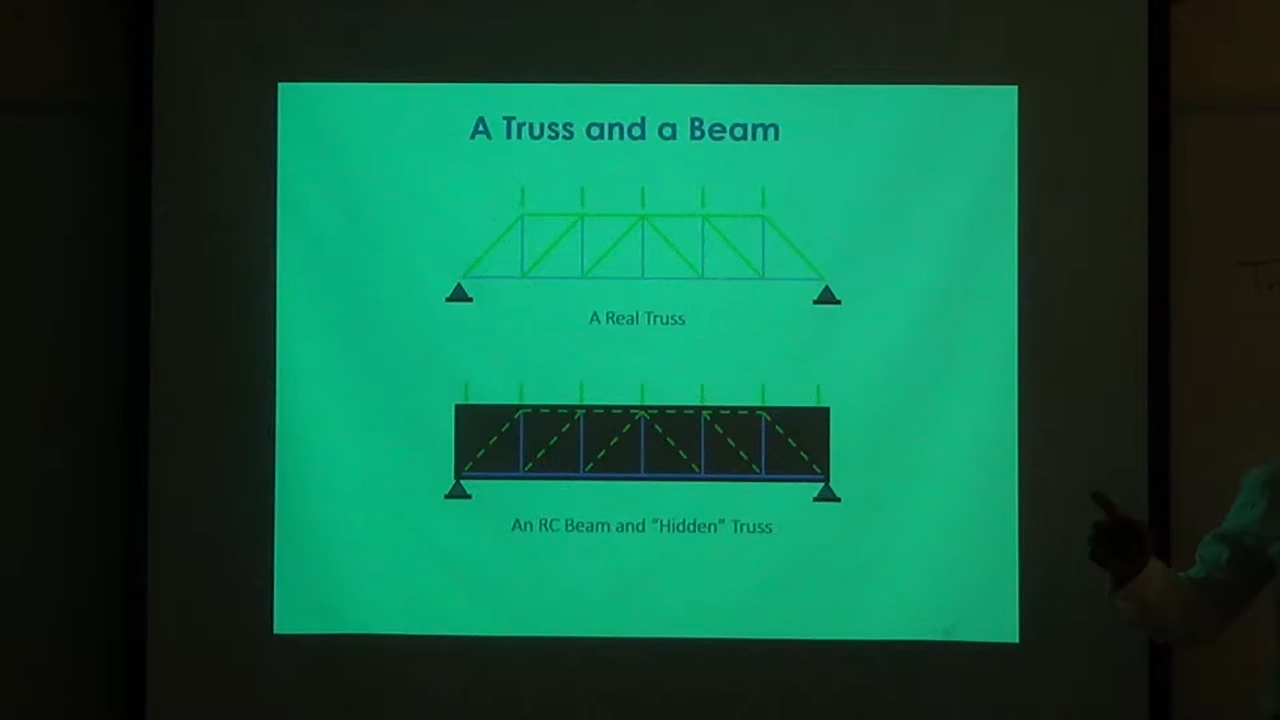 A Truss and a Beam
A Real Truss
An RC Beam and “Hidden” Truss